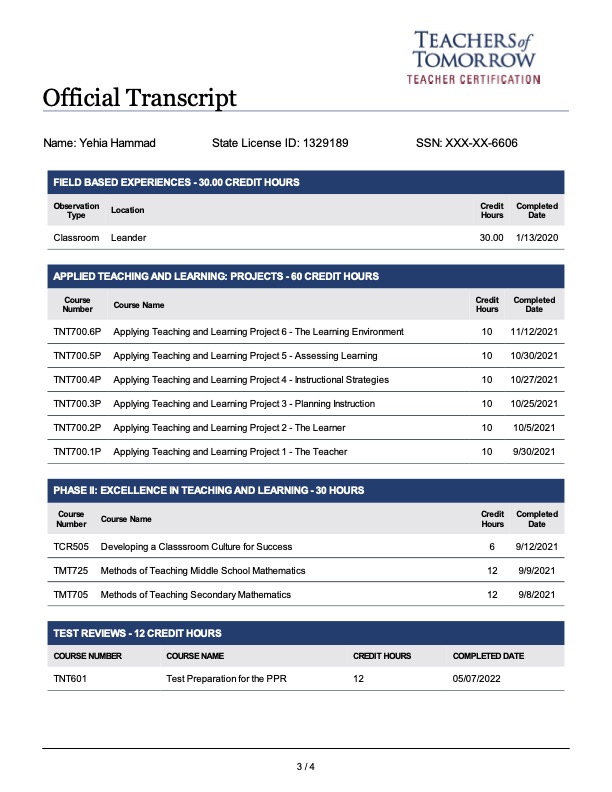 TEACHERS of
TOMORROW
TEACHER CERTIFICATION
Official Transcript
Name: Yehia Hammad State License ID: 1329189 SSN: XXX-XX-6606
FIELD BASED EXPERIENCES - 30.00 CREDIT HOURS
Observation Type Location Credit Hours Completed Date
Classroom Leander 30.00 1/13/2020
APPLIED TEACHING AND LEARNING: PROJECTS - 60 CREDIT HOURS
Course Number Course Name Credit Hours Completed Date
TNT700.6P Applying Teaching and Learning Project 6 - The Learning Environment 10 11/12/2021
TNT700.5P Applying Teaching and Learning Project 5 - Assessing Learning 10 10/30/2021
TNT700.4P Applying Teaching and Learning Project 4 - Instructional Strategies 10 10/27/2021
TNT700.3P Applying Teaching and Learning Project 3 - Planning Instruction 10 10/25/2021
TNT700.2P Applying Teaching and Learning Project 2 - The Learner 10 10/5/2021
TNT700.1P Applying Teaching and Learning Project 1 - The Teacher 10 9/30/2021
PHASE II: EXCELLENCE IN TEACHING AND LEARNING - 30 HOURS
Course Number Course Name Credit Hours Completed Date
TCR505 Developing a Classsroom Culture for Success 6 9/12/2021
TMT725 Methods of Teaching Middle School Mathematics 12 9/9/2021
TMT705 Methods of Teaching Secondary Mathematics 12 9/8/2021
TEST REVIEWS - 12 CREDIT HOURS
COURSE NUMBER COURSE NAME CREDIT HOURS COMPLETED DATE
TNT601 Test Preparation for the PPR 12 05/07/2022
3 / 4